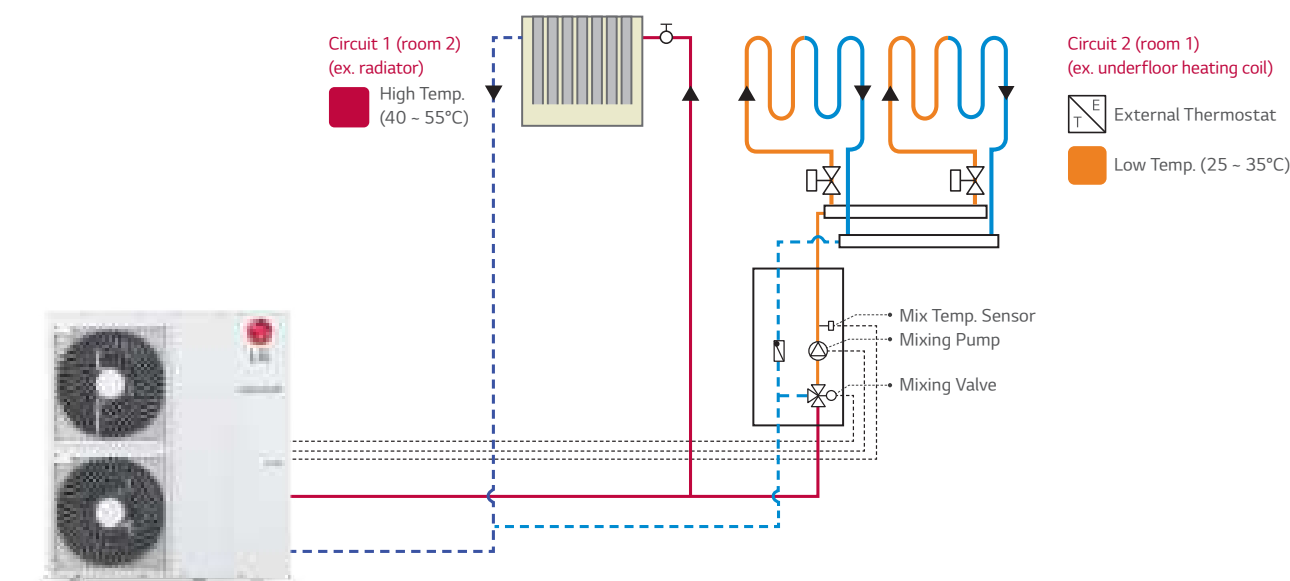 Circuit 1 (room 2)
(ex. radiator)
High Temp.
(40 ~ 55°C)
Circuit 2 (room 1)
(ex. underfloor heating coil)
E
T
External Thermostat
Low Temp. (25 ~ 35°C)
Mix Temp. Sensor
Mixing Pump
Mixing Valve
LG